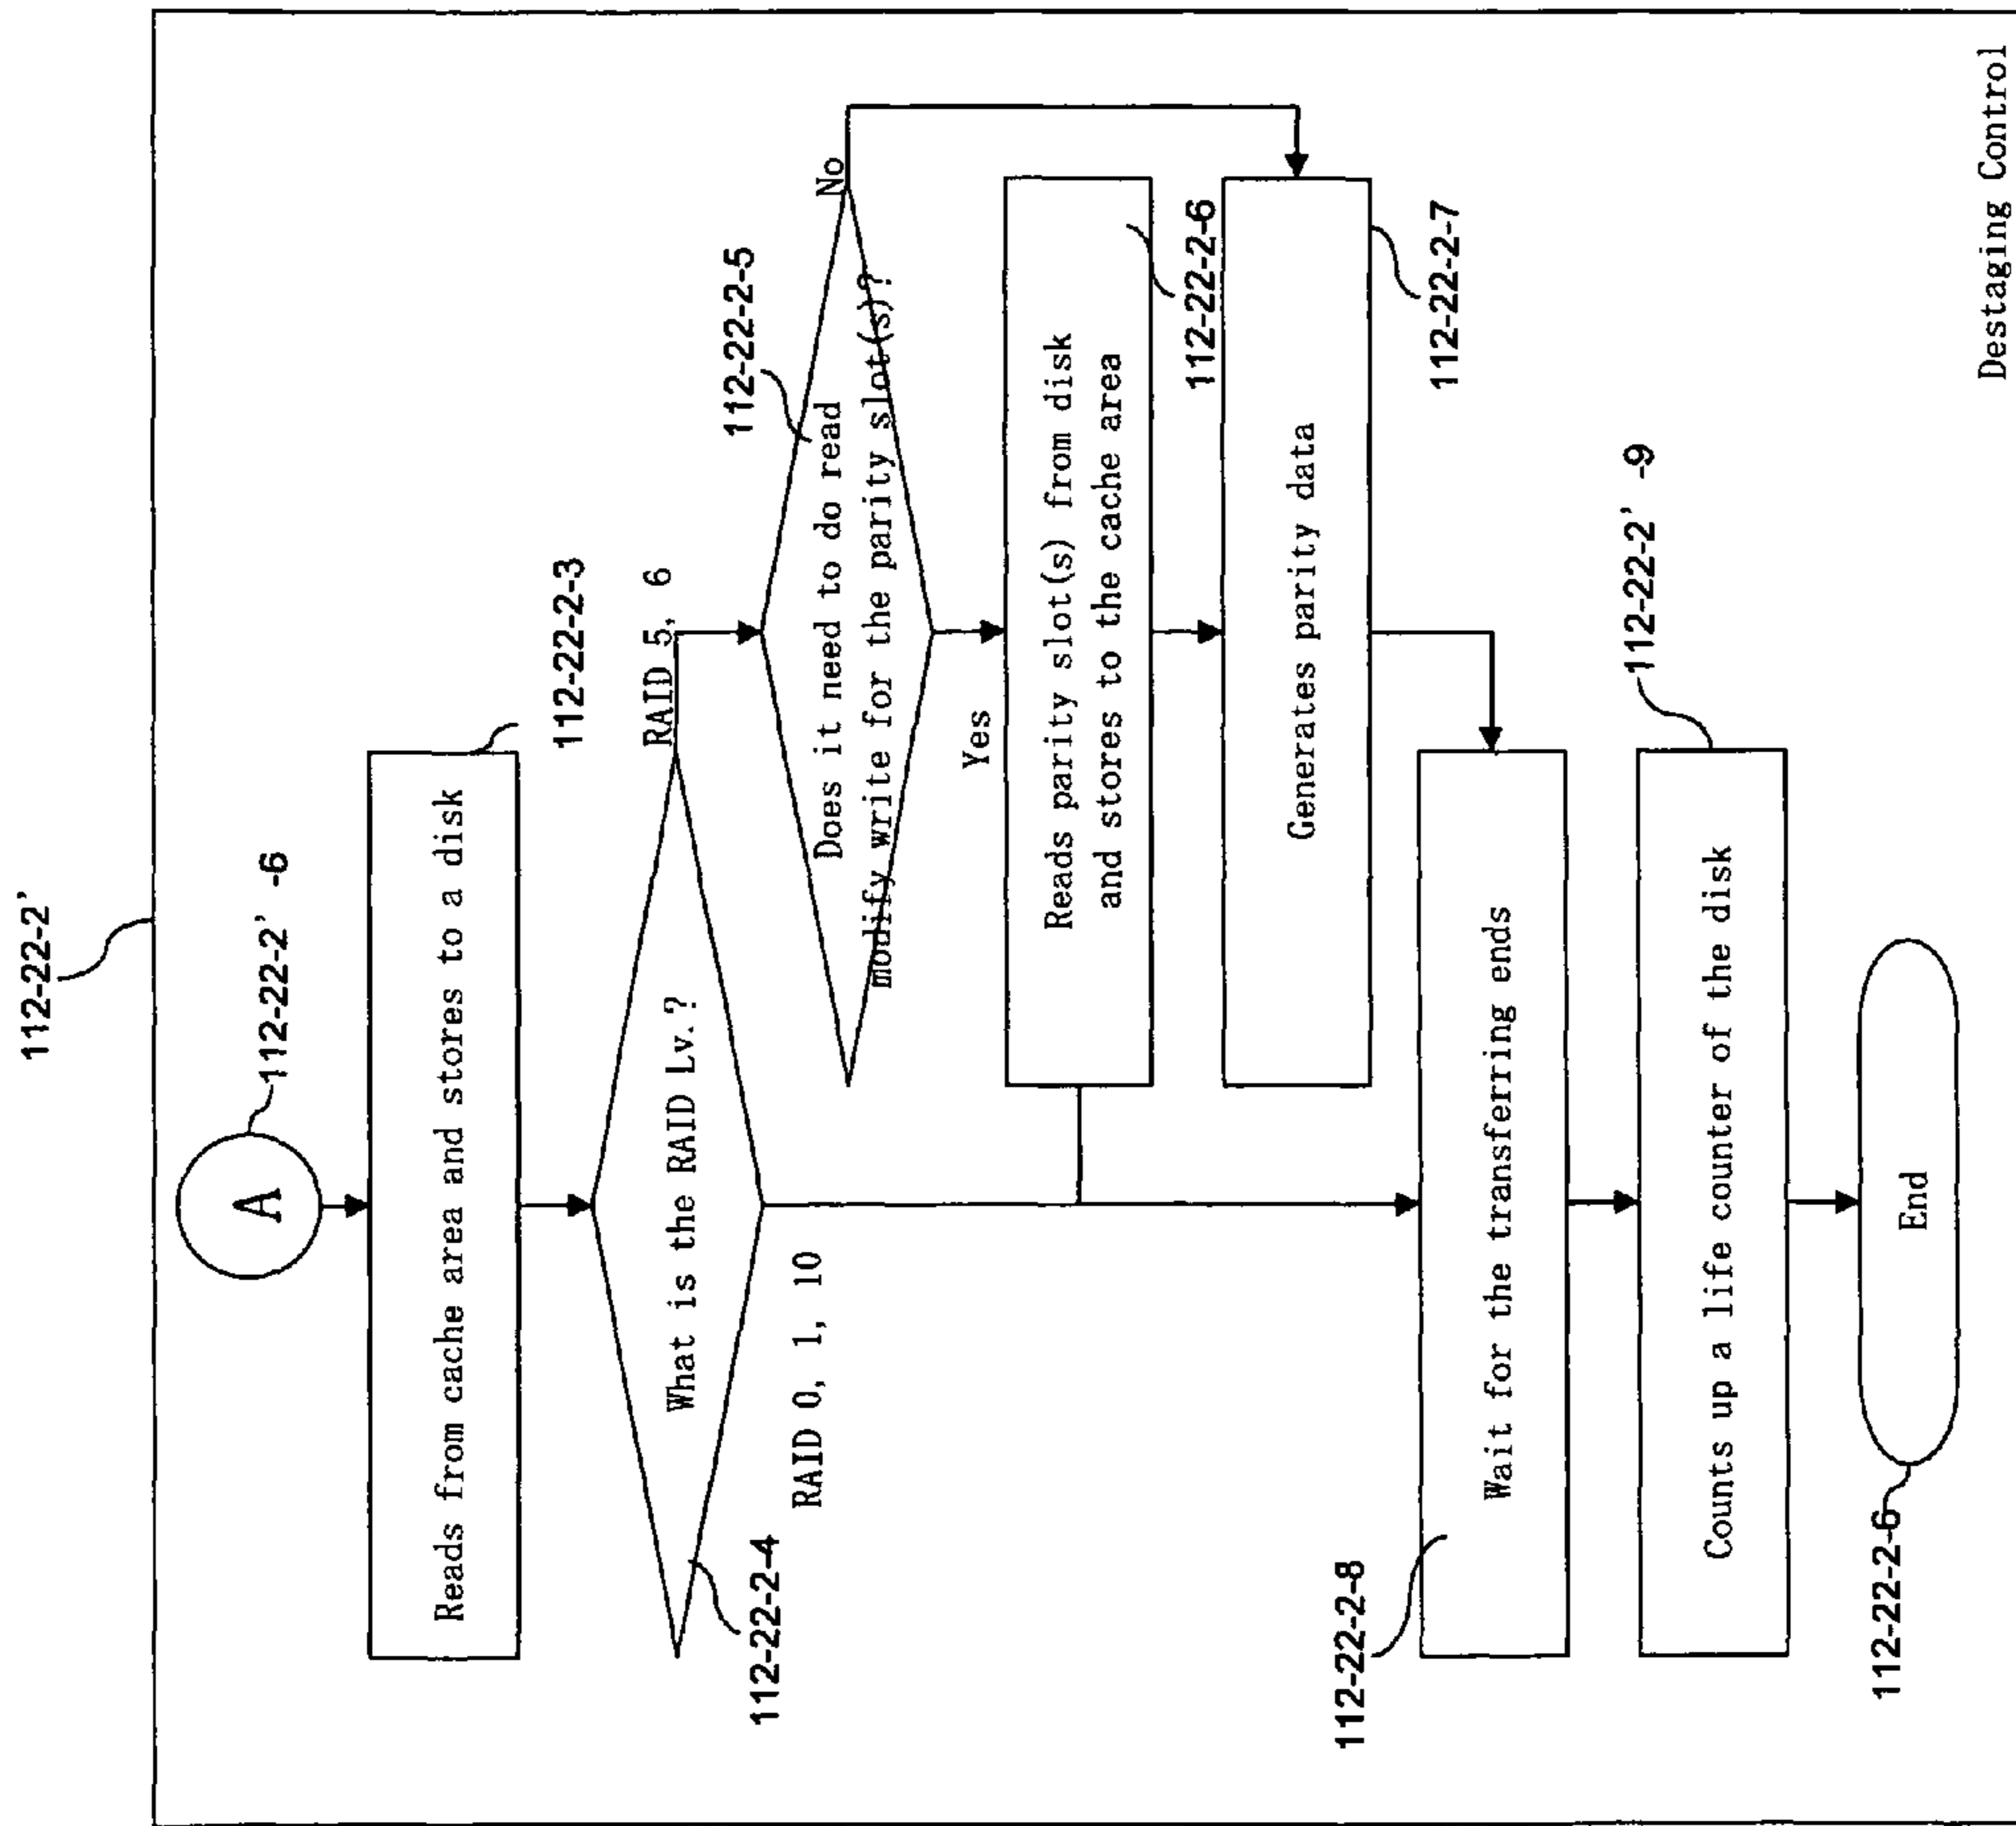 112-22-2'
A
112-22-2' -6
Reads from cache area and stores to a disk
112-22-2-3
What is the RAID Lv.?
112-22-2-4
RAID 5, 6
RAID 0, 1, 10
112-22-2-5
Does it need to do read
modify write for the parity slot(s)?
No
Yes
Reads parity slot(s) from disk
and stores to the cache area
112-22-2-6
Generates parity data
112-22-2-7
Wait for the transferring ends
112-22-2-8
Counts up a life counter of the disk
112-22-2' -9
End
112-22-2-6
Destaging Control